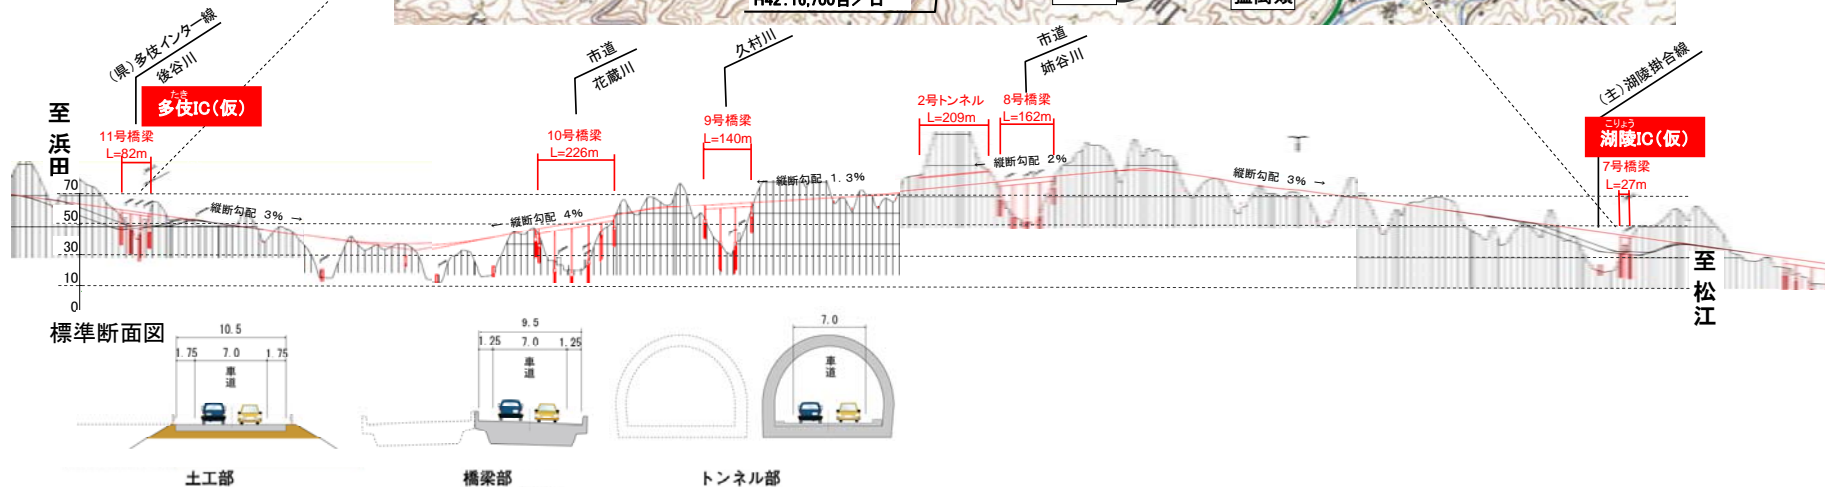 (県)多伎インター線
後谷川
たき
多伎IC(仮)
至 浜田
11号橋梁
L=82m
市道
花蔵川
10号橋梁
L=226m
久村川
9号橋梁
L=140m
2号トンネル
L=209m
市道
姉谷川
8号橋梁
L=162m
(主)湖陵掛合線
こりょう
湖陵IC(仮)
7号橋梁
L=27m
至 松江
70
50
30
10
0
縦断勾配 3% →
← 縦断勾配 4%
← 縦断勾配 1.3%
← 縦断勾配 2%
縦断勾配 3% →
標準断面図
10.5
1.75 7.0 1.75
車道
土工部
9.5
1.25 7.0 1.25
車道
橋梁部
7.0
車道
トンネル部